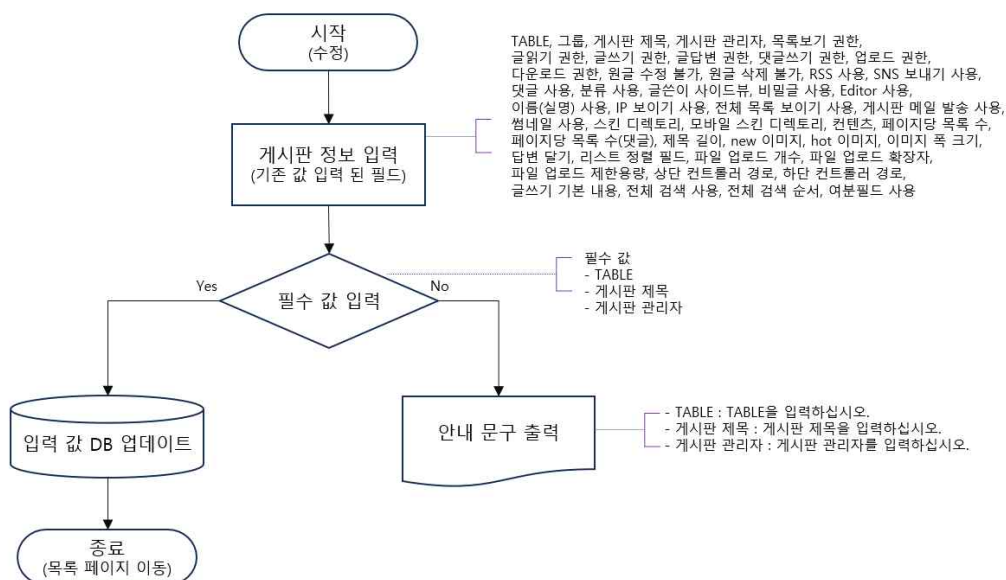 시작
(수정)
TABLE, 그룹, 게시판 제목, 게시판 관리자, 목록보기 권한,
글읽기 권한, 글쓰기 권한, 글답변 권한, 댓글쓰기 권한, 업로드 권한,
다운로드 권한, 원글 수정 불가, 원글 삭제 불가, RSS 사용, SNS 보내기 사용,
댓글 사용, 분류 사용, 글쓴이 사이드뷰, 비밀글 사용, Editor 사용,
이름(실명) 사용, IP 보이기 사용, 전체 목록 보이기 사용, 게시판 메일 발송 사용,
썸네일 사용, 스킨 디렉토리, 모바일 스킨 디렉토리, 컨텐츠, 페이지당 목록 수,
페이지당 목록 수(댓글), 제목 길이, new 이미지, hot 이미지, 이미지 폭 크기,
답변 달기, 리스트 정렬 필드, 파일 업로드 개수, 파일 업로드 확장자,
파일 업로드 제한용량, 상단 컨트롤러 경로, 하단 컨트롤러 경로,
글쓰기 기본 내용, 전체 검색 사용, 전체 검색 순서, 여분필드 사용
게시판 정보 입력
(기존 값 입력 된 필드)
필수 값
- TABLE
- 게시판 제목
- 게시판 관리자
Yes
필수 값 입력
No
입력 값 DB 업데이트
안내 문구 출력
- TABLE : TABLE을 입력하십시오.
- 게시판 제목 : 게시판 제목을 입력하십시오.
- 게시판 관리자 : 게시판 관리자를 입력하십시오.
종료
(목록 페이지 이동)